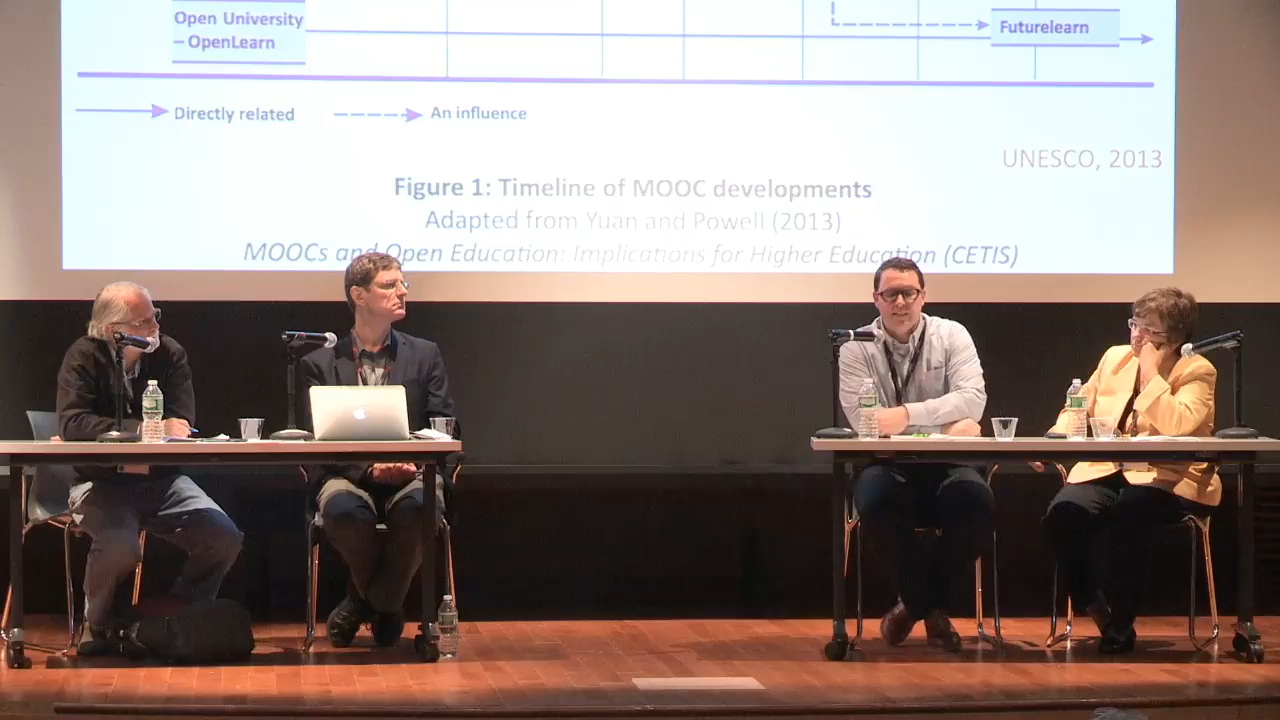 Open University
– OpenLearn
Futurelearn
Directly related
An influence
UNESCO, 2013
Figure 1: Timeline of MOOC developments
Adapted from Yuan and Powell (2013)
MOOCs and Open Education: Implications for Higher Education (CETIS)